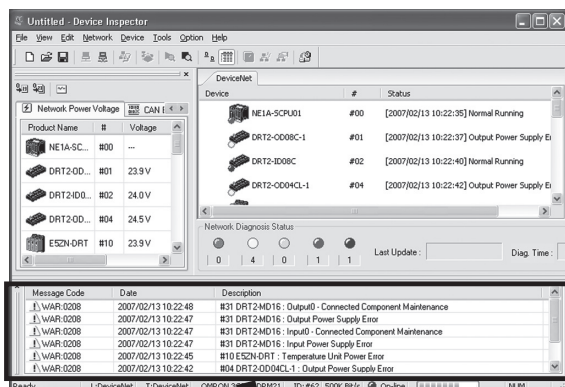 Untitled - Device Inspector
File View Edit Network Device Tools Option Help
Network Power Voltage CAN
Product Name # Voltage
NE1A-SC... #00 ---
DRT2-OD... #01 23.9 V
DRT2-ID0... #02 24.0 V
DRT2-OD... #04 24.5 V
E5ZN-DRT #10 23.9 V
DeviceNet
Device # Status
NE1A-SCPU01 #00 [2007/02/13 10:22:35] Normal Running
DRT2-OD08C-1 #01 [2007/02/13 10:22:37] Output Power Supply Er
DRT2-ID08C #02 [2007/02/13 10:22:40] Normal Running
DRT2-OD04CL-1 #04 [2007/02/13 10:22:42] Output Power Supply Er
Network Diagnosis Status
0 4 0 1 1 Last Update : Diag. Time :
Message Code Date Description
WAR:0208 2007/02/13 10:22:48 #31 DRT2-MD16 : Output0 - Connected Component Maintenance
WAR:0208 2007/02/13 10:22:47 #31 DRT2-MD16 : Output Power Supply Error
WAR:0208 2007/02/13 10:22:47 #31 DRT2-MD16 : Input0 - Connected Component Maintenance
WAR:0208 2007/02/13 10:22:47 #31 DRT2-MD16 : Input Power Supply Error
WAR:0208 2007/02/13 10:22:45 #10 E5ZN-DRT : Temperature Unit Power Error
WAR:0208 2007/02/13 10:22:42 #04 DRT2-OD04CL-1 : Output Power Supply Error
Ready L:DeviceNet T:DeviceNet OMRON DRM21 ID: #62 500K Bit/s On-line NUM